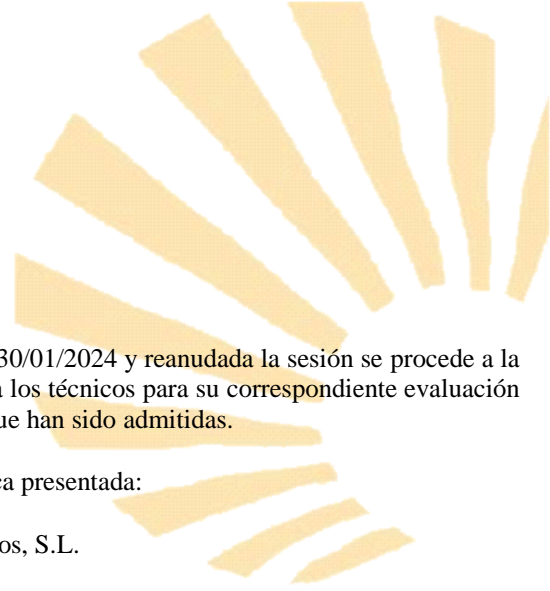 30/01/2024 y reanudada la sesión se procede a la
a los técnicos para su correspondiente evaluación
ue han sido admitidas.
ca presentada:
os, S.L.